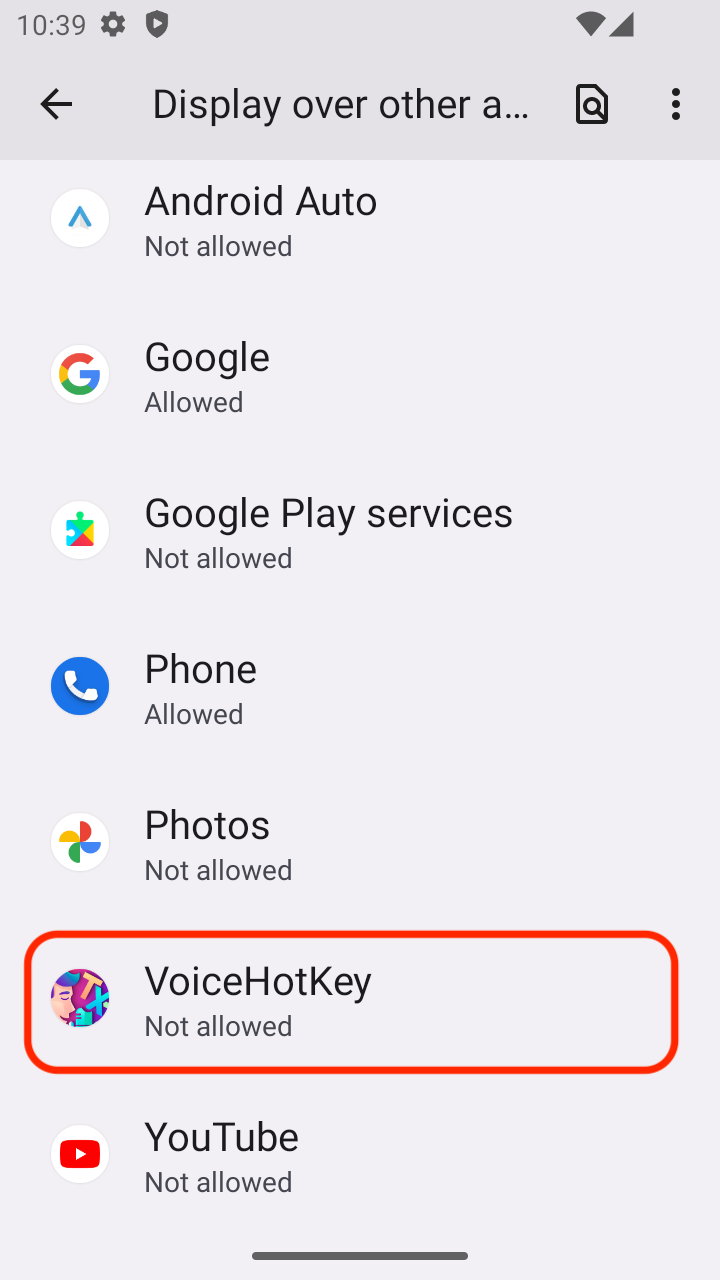 10:39
Display over other a...
Android Auto
Not allowed
Google
Allowed
Google Play services
Not allowed
Phone
Allowed
Photos
Not allowed
VoiceHotKey
Not allowed
YouTube
Not allowed